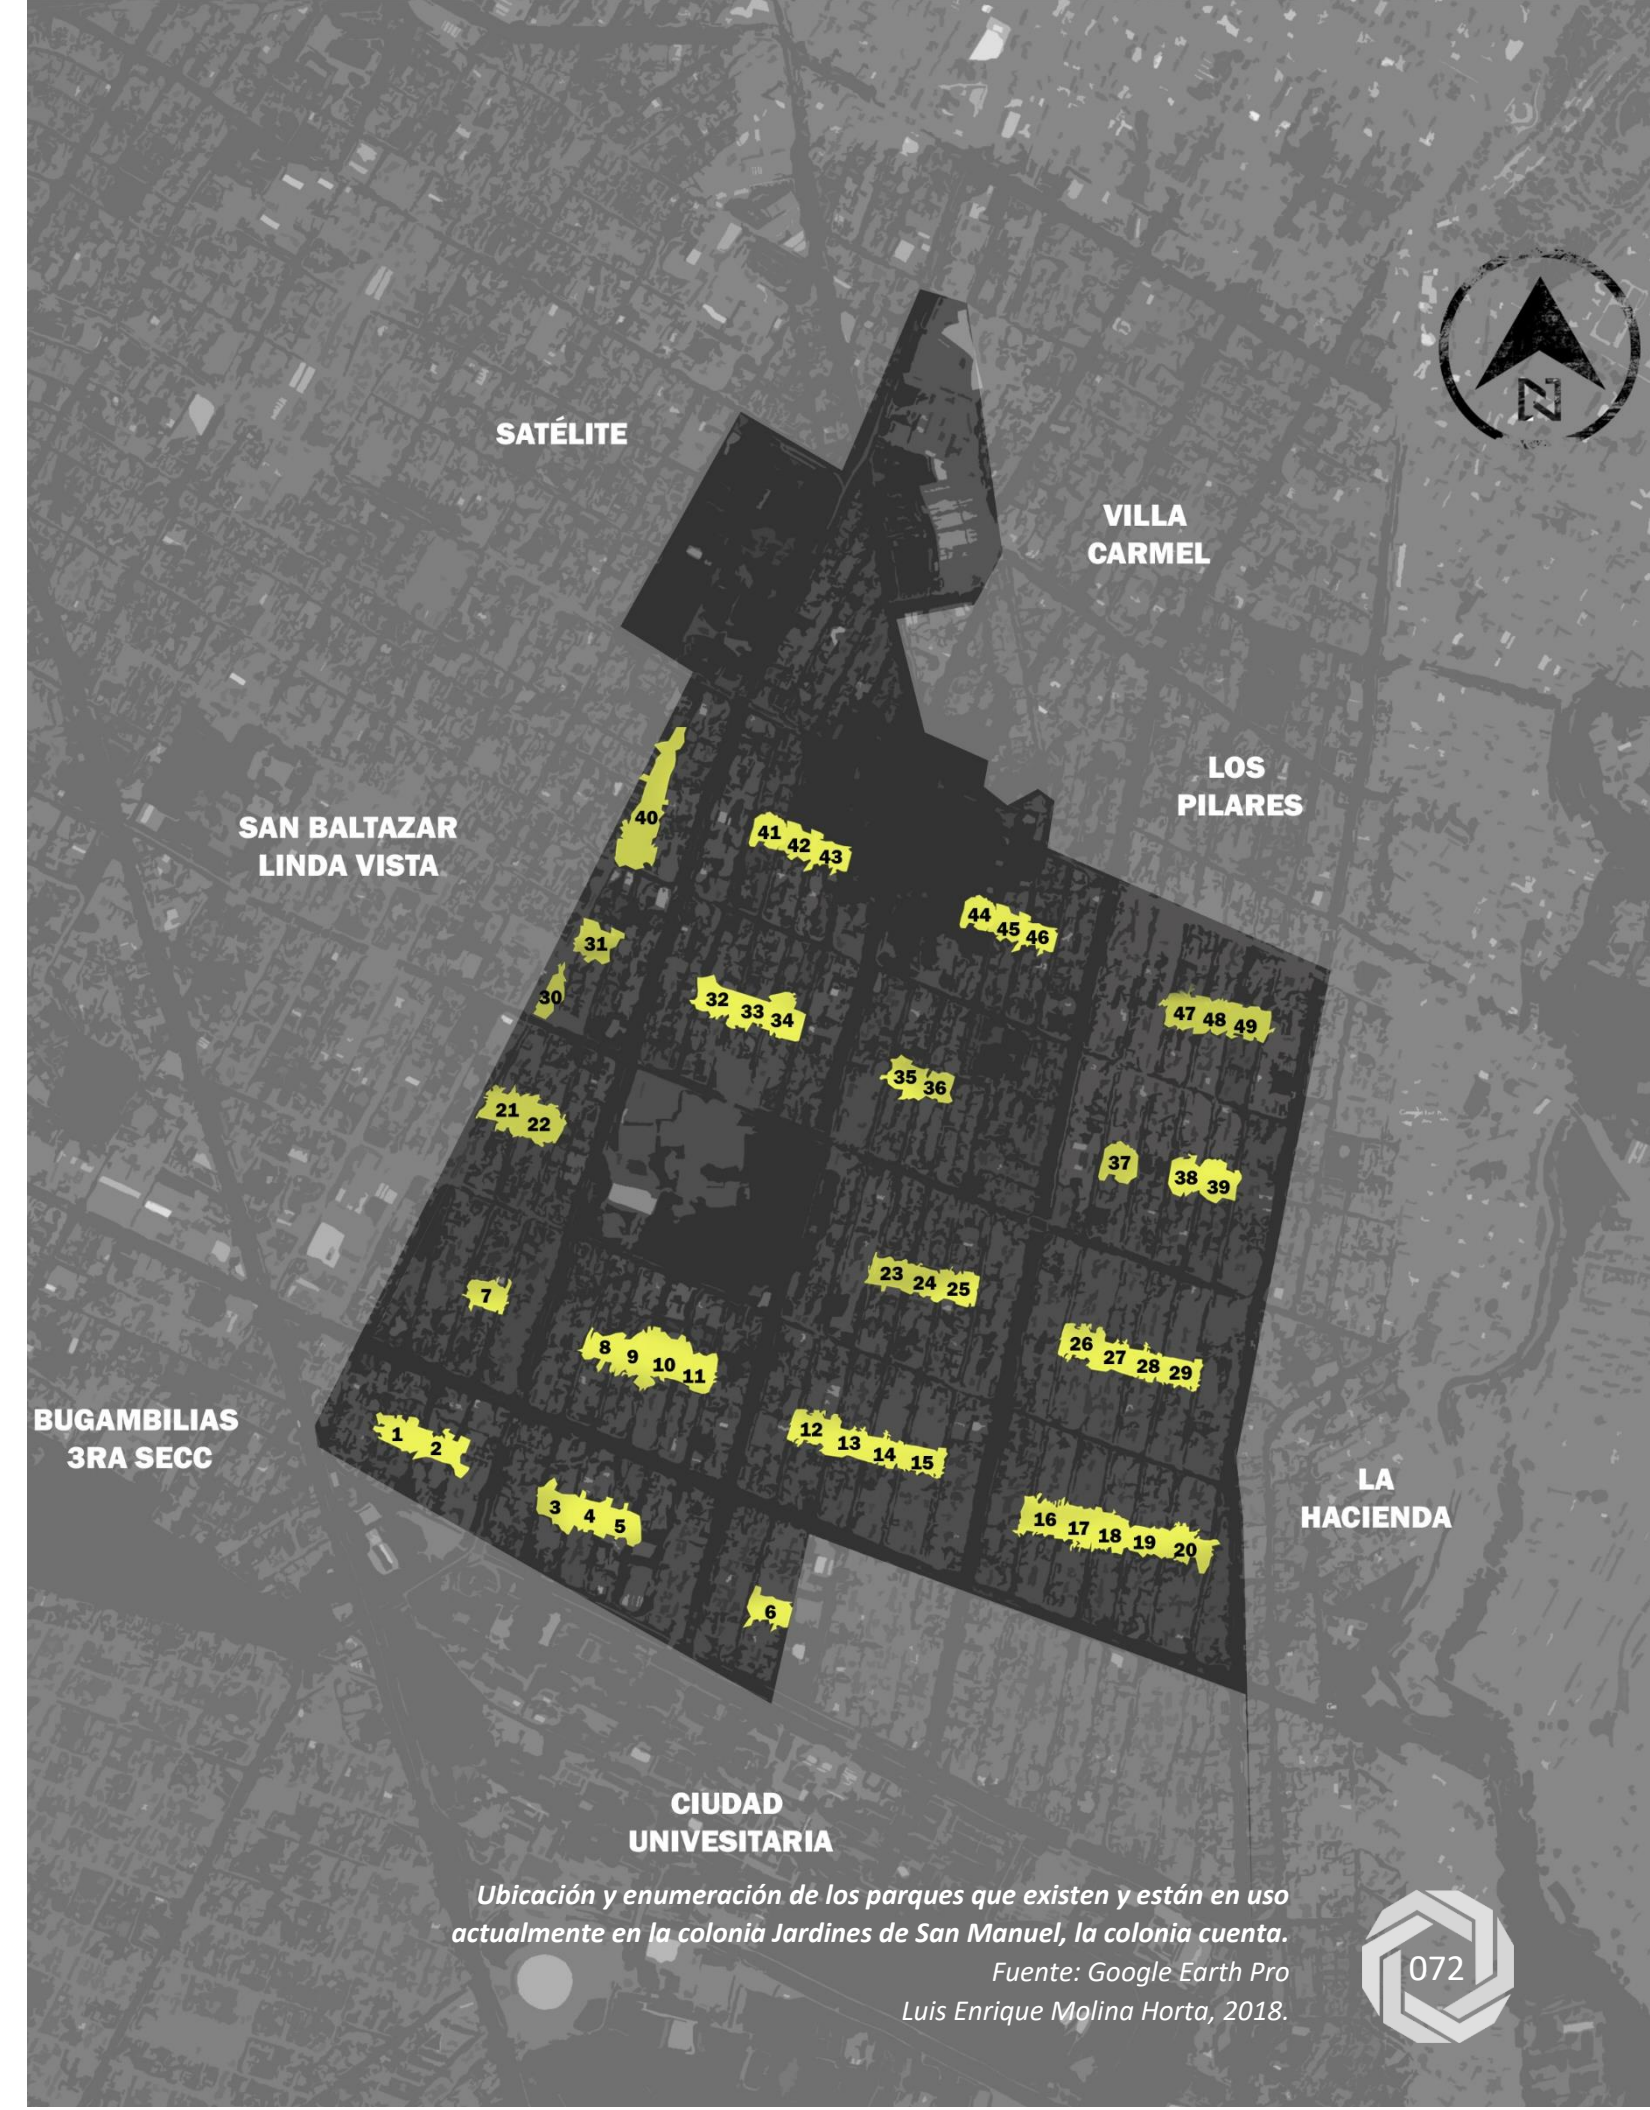 N
SATÉLITE
VILLA
CARMEL
LOS
PILARES
SAN BALTAZAR
LINDA VISTA
40
41
42
43
44
45
46
31
30
32
33
34
47
48
49
35
36
21
22
37
38
39
23
24
25
7
8
9
10
11
26
27
28
29
BUGAMBILIAS
3RA SECC
1
2
12
13
14
15
LA
HACIENDA
3
4
5
16
17
18
19
20
6
CIUDAD
UNIVESITARIA
Ubicación y enumeración de los parques que existen y están en uso
actualmente en la colonia Jardines de San Manuel, la colonia cuenta.
Fuente: Google Earth Pro
Luis Enrique Molina Horta, 2018.
072